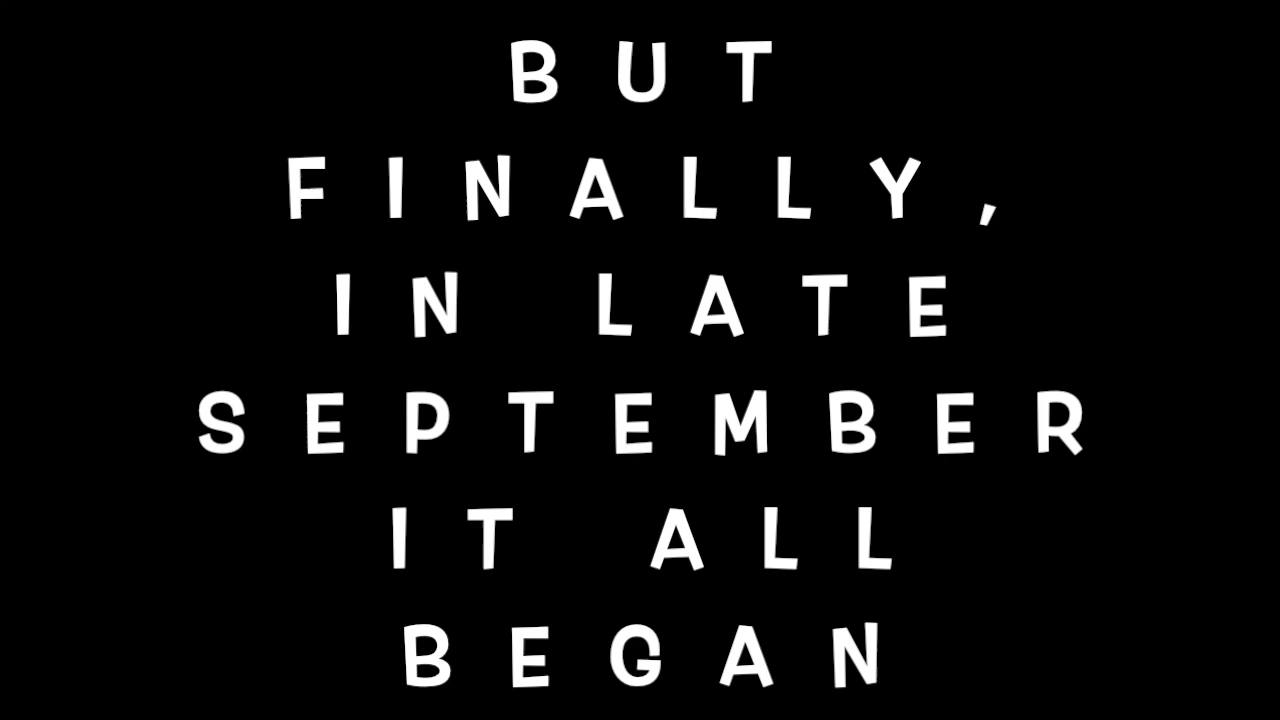 BUT
FINALLY,
IN LATE
SEPTEMBER
IT ALL
BEGAN